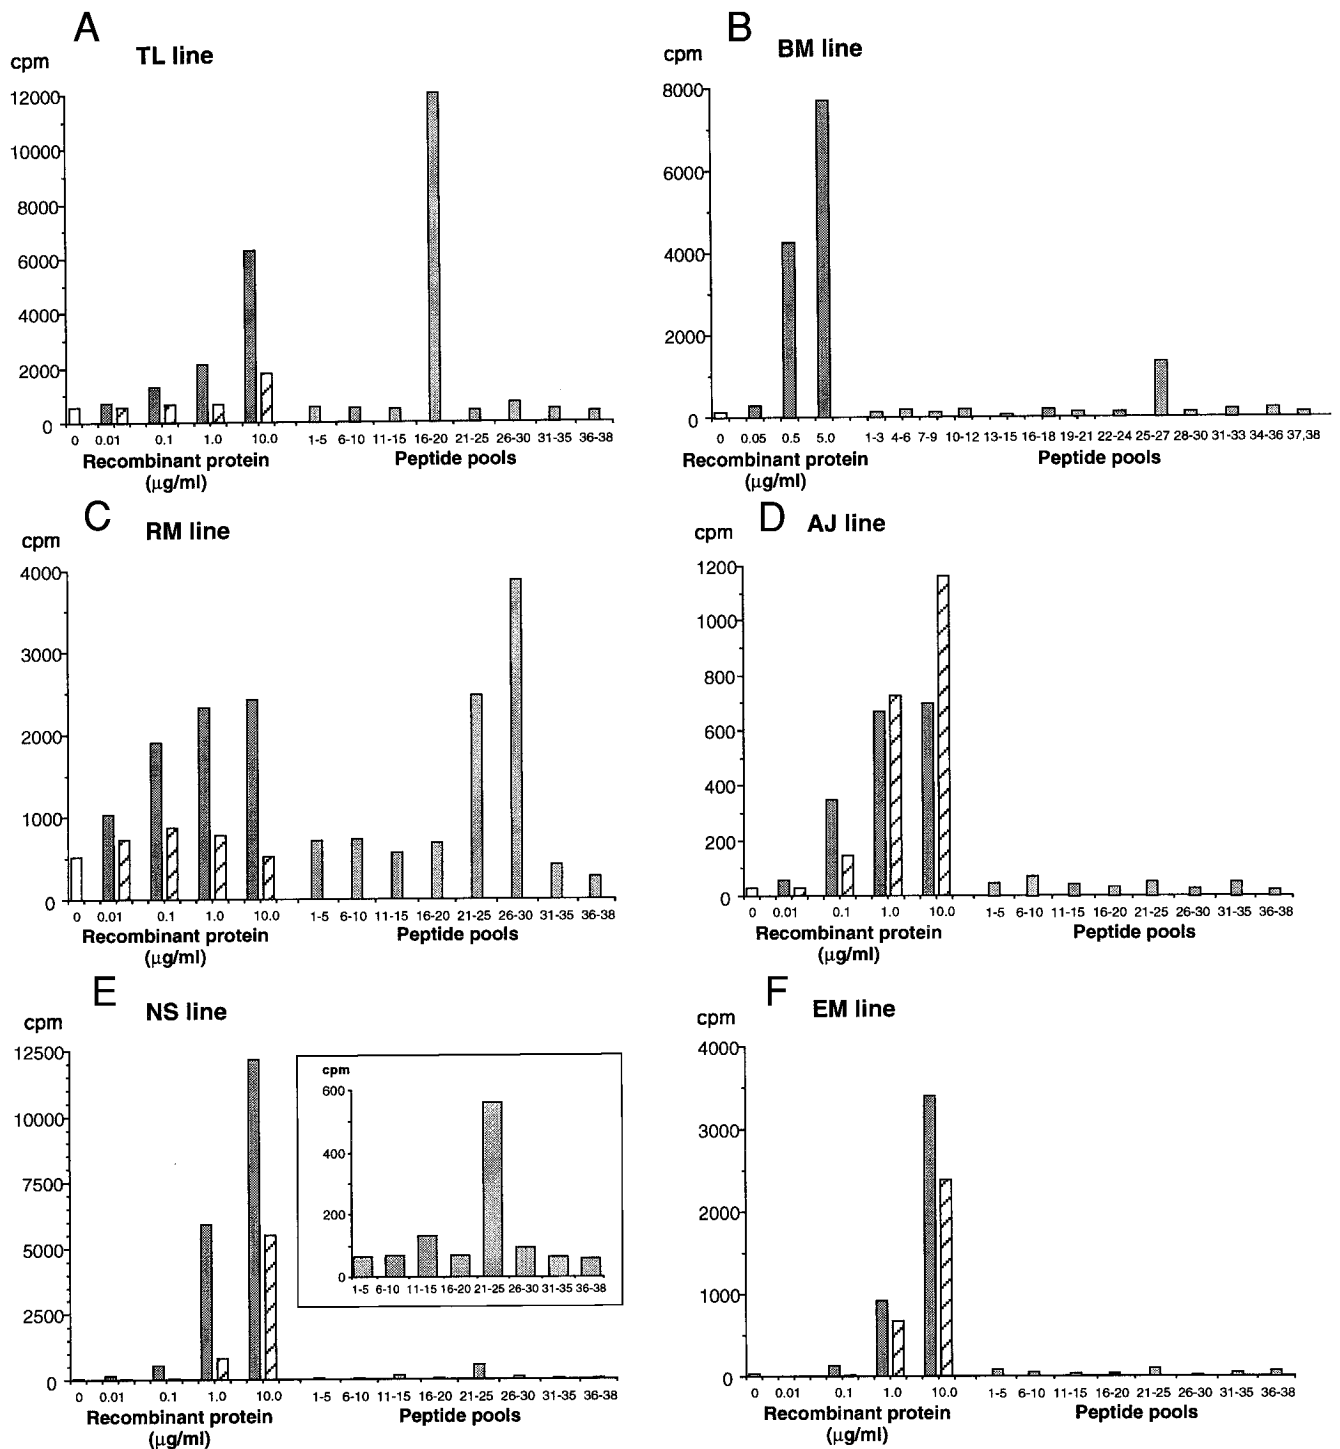 A
TL line
cpm
12000
10000
8000
6000
4000
2000
0
0 0.01 0.1 1.0 10.0 1-5 6-10 11-15 16-20 21-25 26-30 31-35 36-38
Recombinant protein Peptide pools
(µg/ml)
B
BM line
cpm
8000
6000
4000
2000
0
0 0.05 0.5 5.0 1-3 4-6 7-9 10-12 13-15 16-18 19-21 22-24 25-27 28-30 31-33 34-36 37,38
Recombinant protein Peptide pools
(µg/ml)
C
RM line
cpm
4000
3000
2000
1000
0
0 0.01 0.1 1.0 10.0 1-5 6-10 11-15 16-20 21-25 26-30 31-35 36-38
Recombinant protein Peptide pools
(µg/ml)
D
AJ line
cpm
1200
1000
800
600
400
200
0
0 0.01 0.1 1.0 10.0 1-5 6-10 11-15 16-20 21-25 26-30 31-35 36-38
Recombinant protein Peptide pools
(µg/ml)
E
NS line
cpm
12500
10000
7500
5000
2500
0
0 0.01 0.1 1.0 10.0 1-5 6-10 11-15 16-20 21-25 26-30 31-35 36-38
Recombinant protein Peptide pools
(µg/ml)
cpm
600
400
200
0
1-5 6-10 11-15 16-20 21-25 26-30 31-35 36-38
F
EM line
cpm
4000
3000
2000
1000
0
0 0.01 0.1 1.0 10.0 1-5 6-10 11-15 16-20 21-25 26-30 31-35 36-38
Recombinant protein Peptide pools
(µg/ml)